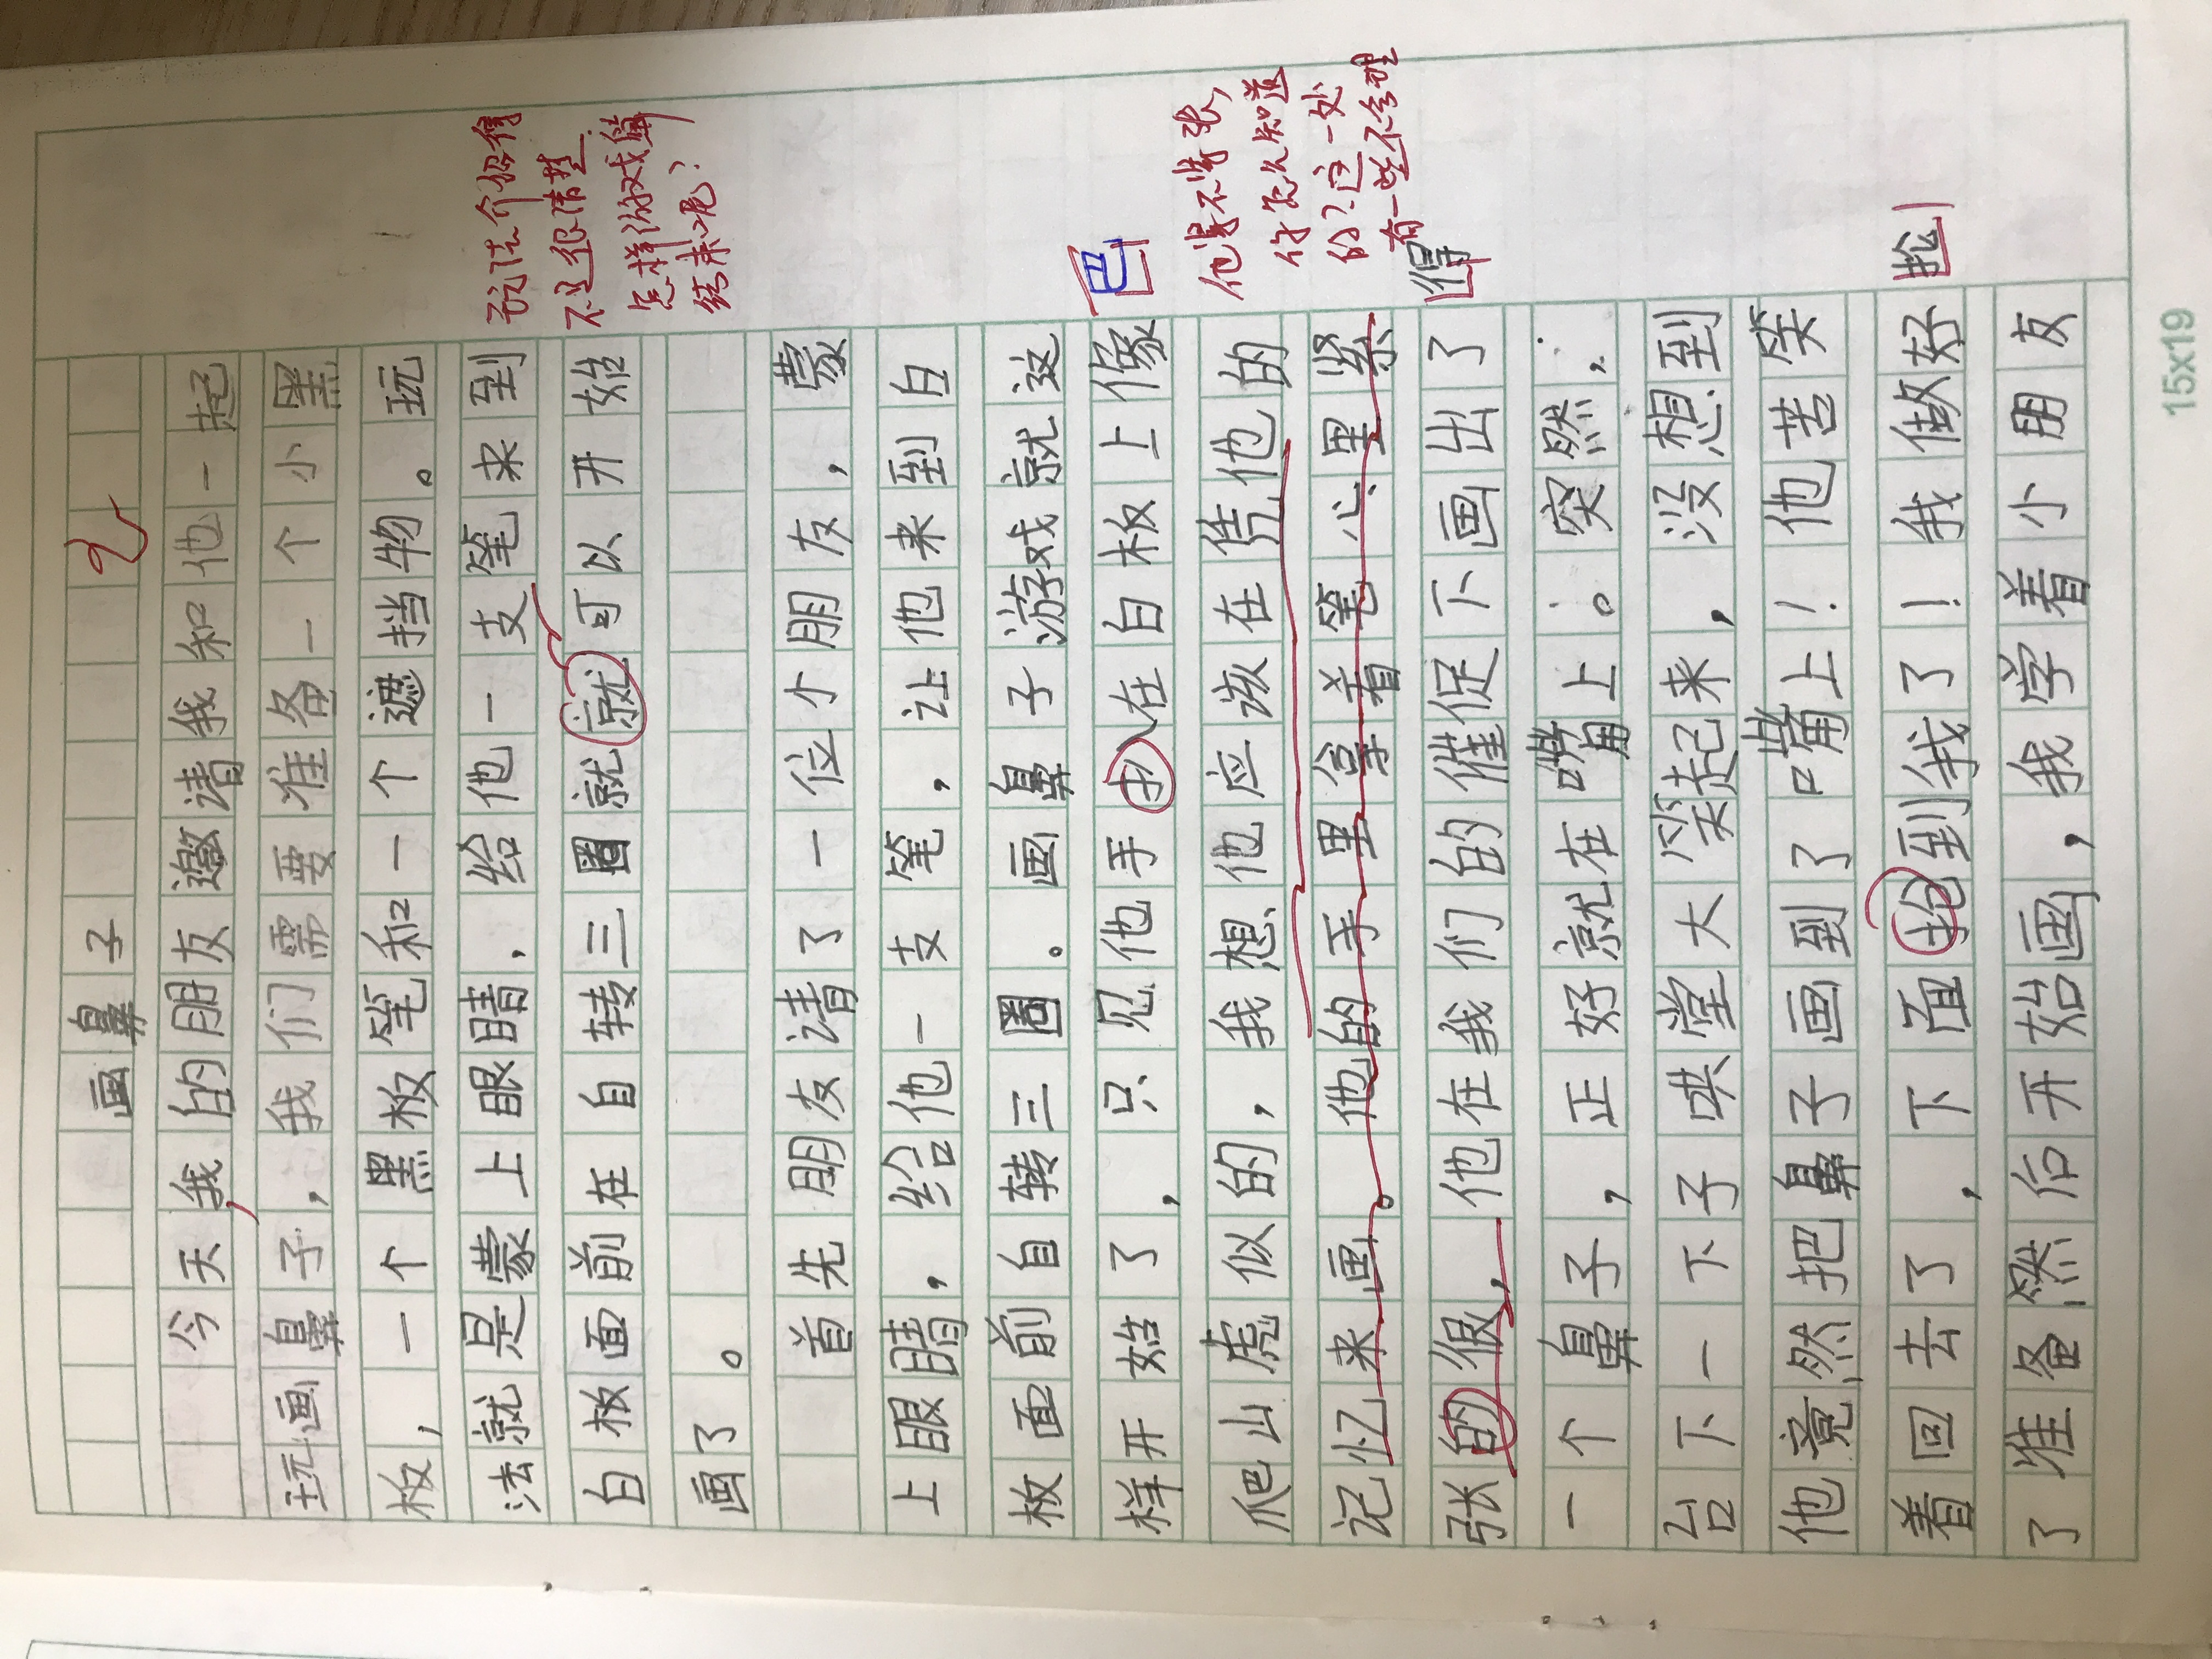 画鼻子
今天,我的朋友邀请我和他一起
玩画鼻子，我们需要准备一个小黑
板，一个黑板笔和一个遮挡物。玩
法就是蒙上眼睛，给他一支笔来到
白板面前在自转三圈就就可以开始
画了。
玩法介绍得
不是很清楚.
怎样游戏算
结束呢?
首先朋友请了一位小朋友，蒙
上眼睛，给他一支笔，让他来到白
板面前自转三圈。画鼻子游戏就这
样开始了，只见他手扒在白板上像
巴
爬山虎似的，我想他应该在凭他的
记忆来画。他的手里拿着笔心里紧
张的很，他在我们的催促下画出了
他紧不紧张,
你怎么知道
的?这一处
有一些不合理
得
一个鼻子，正好就在嘴上。突然，
台下一下子哄堂大笑起来，没想到
他竟然把鼻子画到了嘴上！他苦笑
着回去了，下面抢到我了！我做好
抡
了准备然后开始画，我学着小朋友
15x19